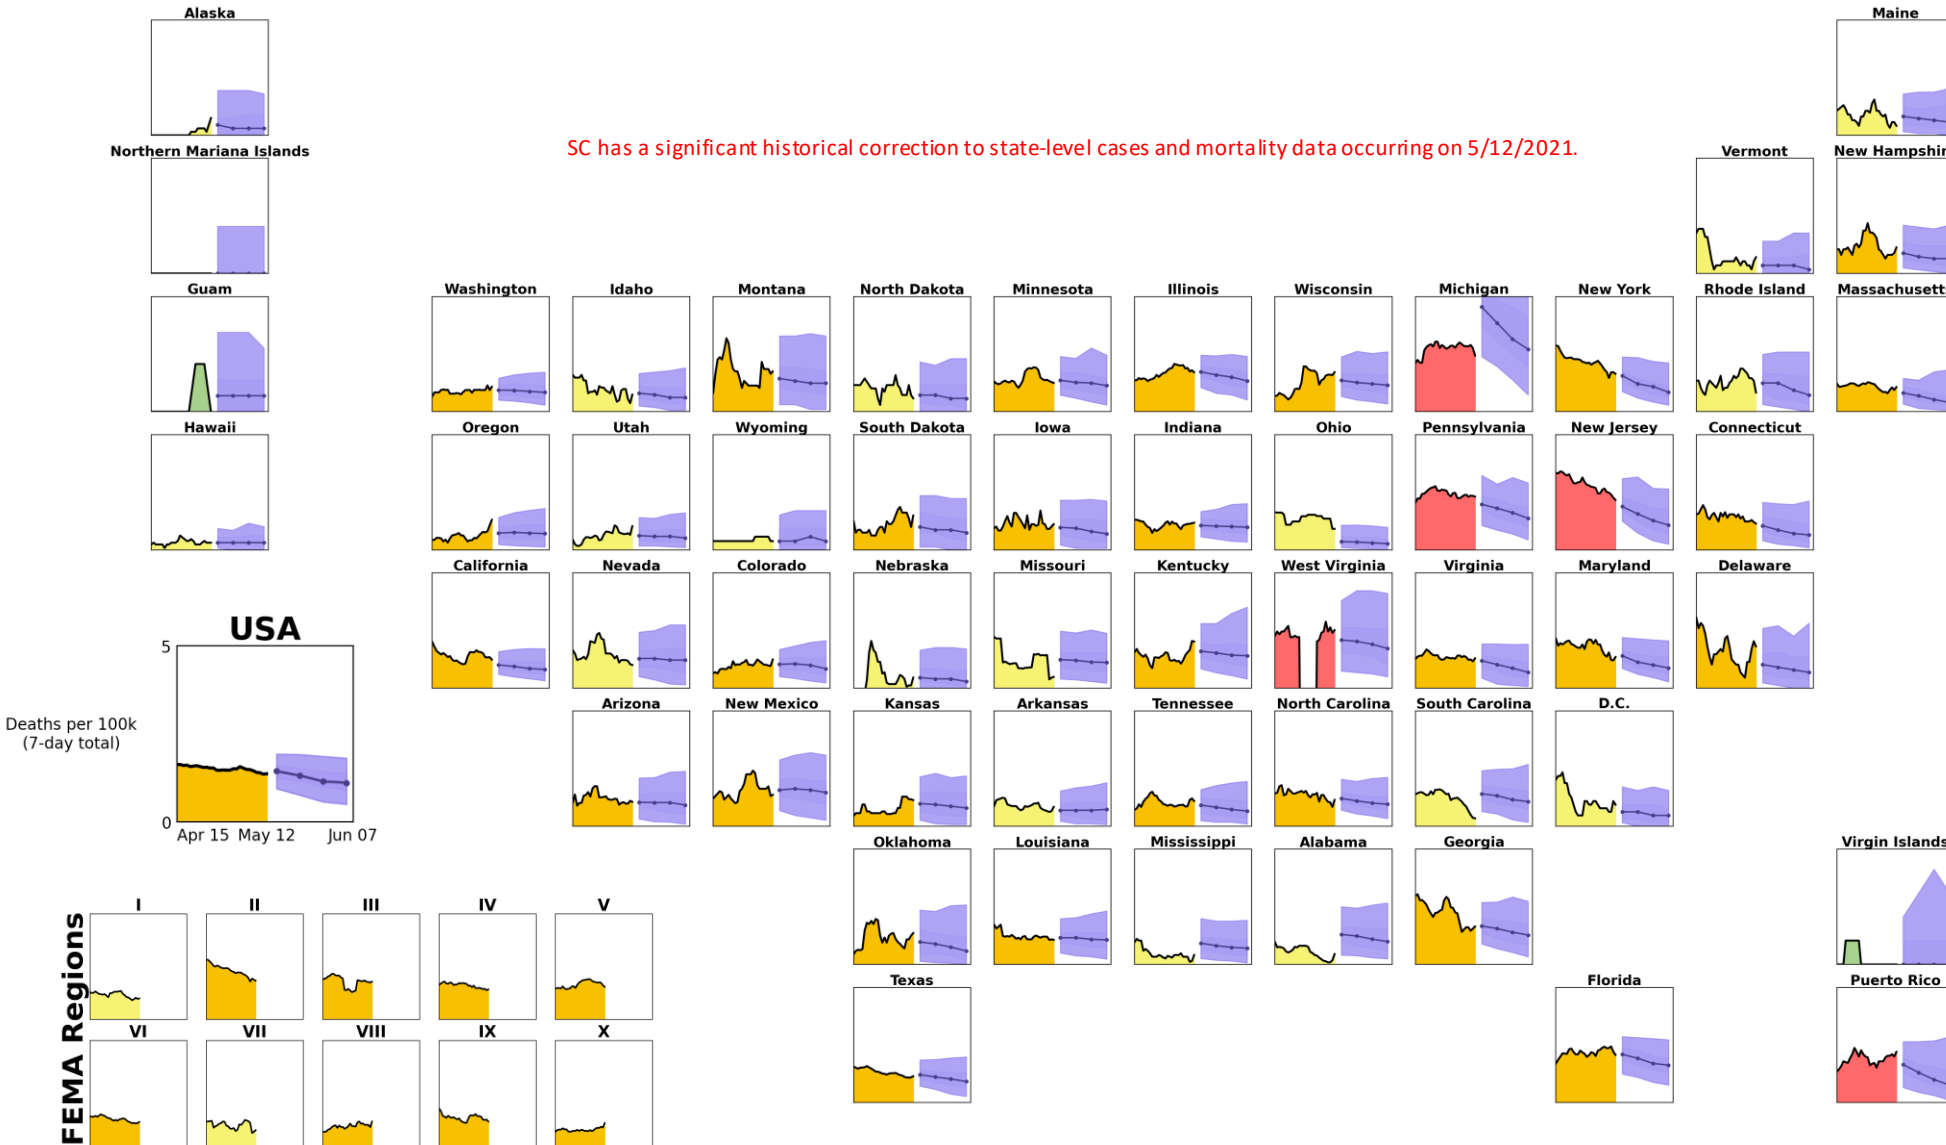 Alaska
Maine
SC has a significant historical correction to state-level cases and mortality data occurring on 5/12/2021.
Northern Mariana Islands
Vermont
New Hampshir
Guam
Washington
Idaho
Montana
North Dakota
Minnesota
Illinois
Wisconsin
Michigan
New York
Rhode Island
Massachusett
Hawaii
Oregon
Utah
Wyoming
South Dakota
Iowa
Indiana
Ohio
Pennsylvania
New Jersey
Connecticut
California
Nevada
Colorado
Nebraska
Missouri
Kentucky
West Virginia
Virginia
Maryland
Delaware
USA
5
Deaths per 100k
(7-day total)
0
Apr 15 May 12 Jun 07
Arizona
New Mexico
Kansas
Arkansas
Tennessee
North Carolina
South Carolina
D.C.
Oklahoma
Louisiana
Mississippi
Alabama
Georgia
Virgin Islands
Texas
Florida
Puerto Rico
FEMA Regions
I
II
III
IV
V
VI
VII
VIII
IX
X